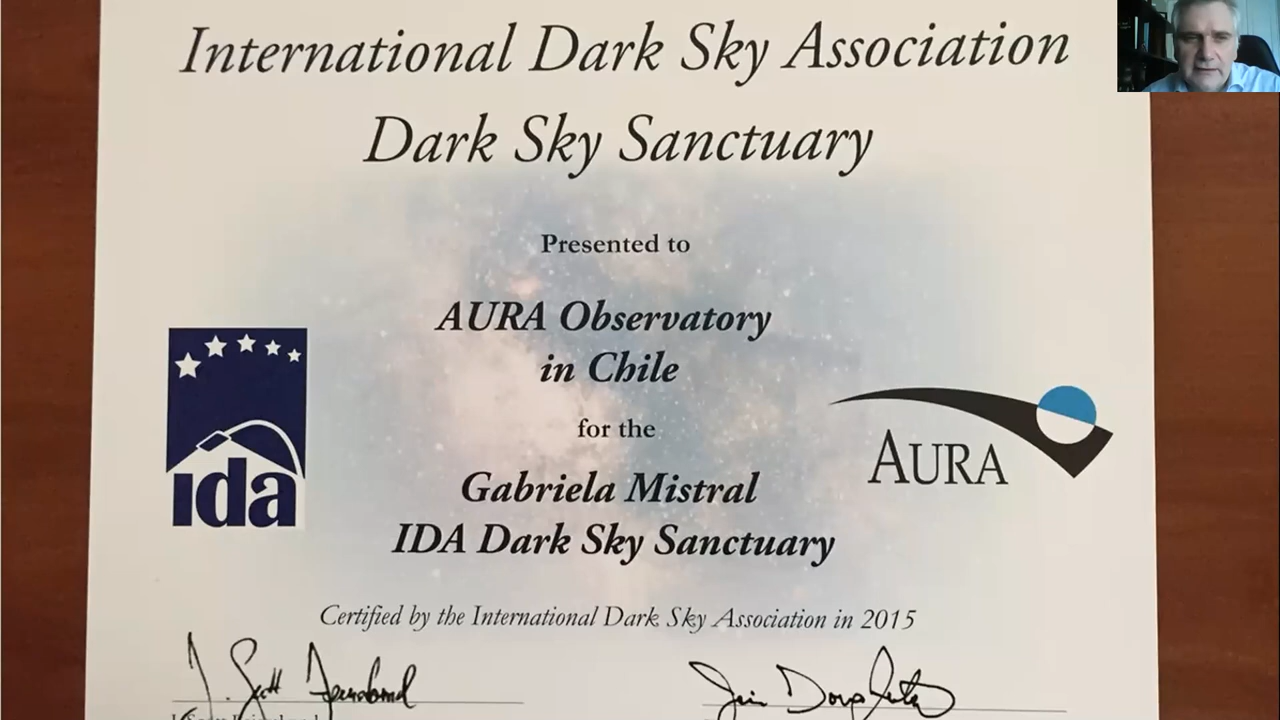 International Dark Sky Association
Dark Sky Sanctuary
Presented to
AURA Observatory
in Chile
for the
Gabriela Mistral
IDA Dark Sky Sanctuary
ida
AURA
Certified by the International Dark Sky Association in 2015
J. Scott